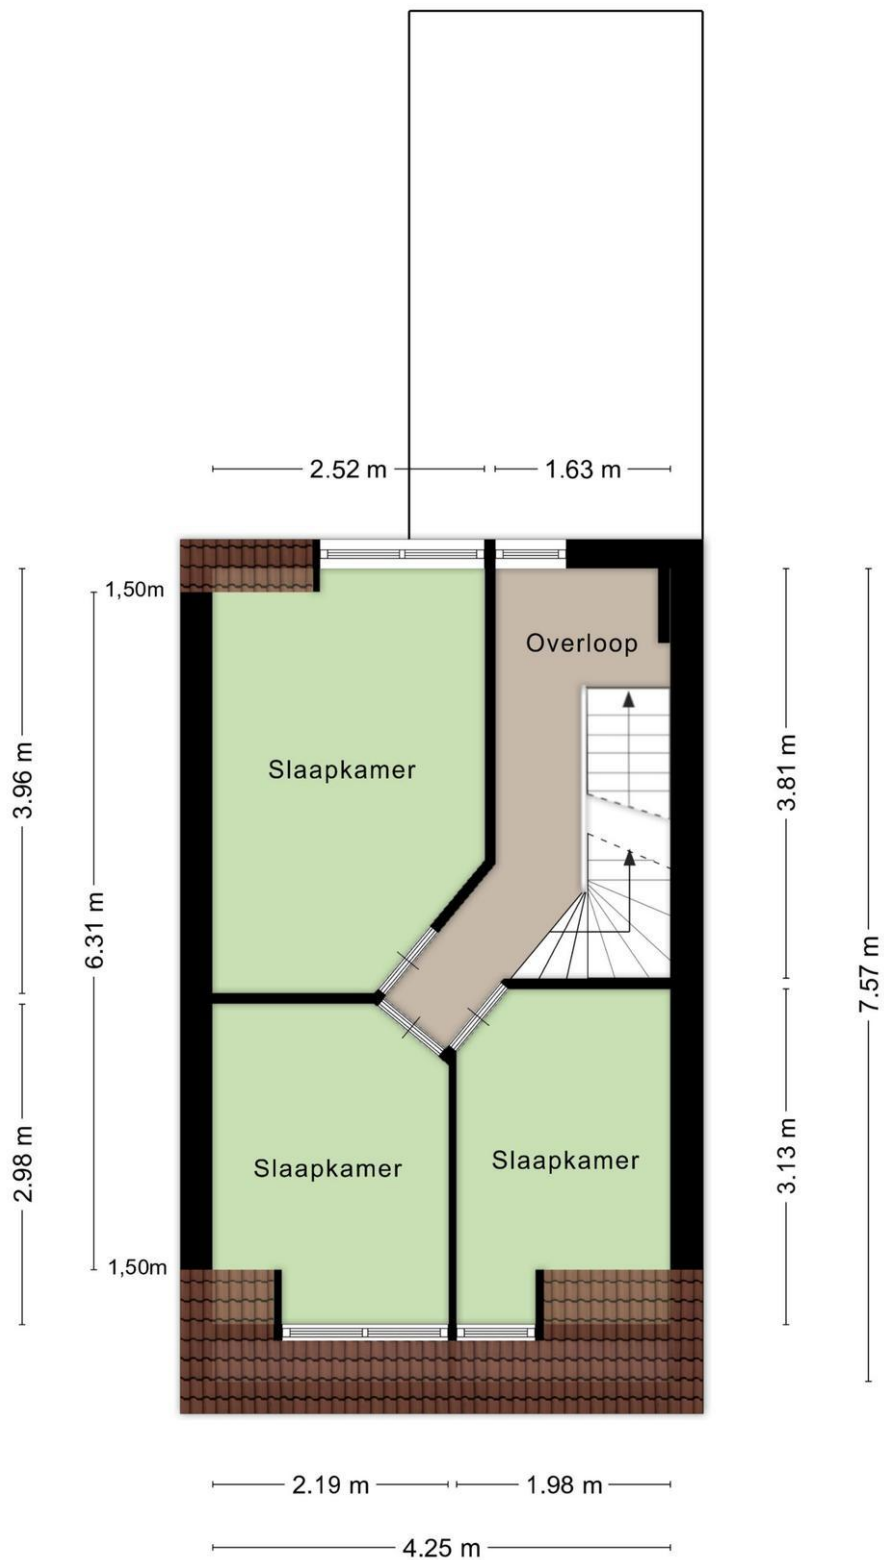 2.52 m
1.63 m
1,50m
Overloop
Slaapkamer
3.96 m
3.81 m
6.31 m
7.57 m
Slaapkamer
Slaapkamer
2.98 m
3.13 m
1,50m
2.19 m
1.98 m
4.25 m